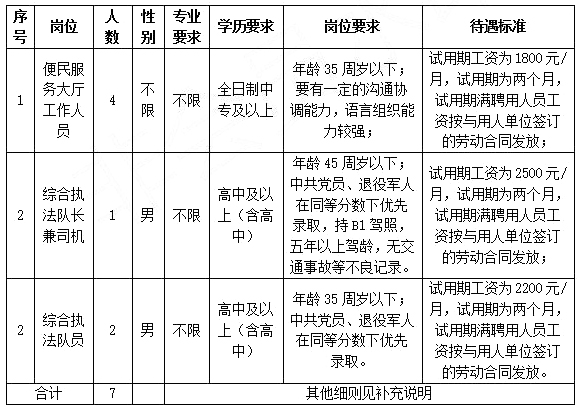 序号 岗位 人数 性别 专业要求 学历要求 岗位要求 待遇标准
1
便民服
务大厅
工作人
员
4
不
限
不限
全日制中
专及以上
年龄 35 周岁以下；
要有一定的沟通协
调能力，语言组织能
力较强；
试用期工资为 1800 元/
月，试用期为两个月，
试用期满聘用人员工
资按与用人单位签订
的劳动合同发放；
2
综合执
法队长
兼司机
1
男
不限
高中及以
上（含高
中）
年龄 45 周岁以下；
中共党员、退役军人
在同等分数下优先
录取，持 B1 驾照，
五年以上驾龄，无交
通事故等不良记录。
试用期工资为 2500 元/
月，试用期为两个月，
试用期满聘用人员工
资按与用人单位签订
的劳动合同发放；
2
综合执
法队员
2
男
不限
高中及以
上（含高
中）
年龄 35 周岁以下；
中共党员、退役军人
在同等分数下优先
录取。
试用期工资为 2200 元/
月，试用期为两个月，
试用期满聘用人员工
资按与用人单位签订
的劳动合同发放。
合计 7 其他细则见补充说明